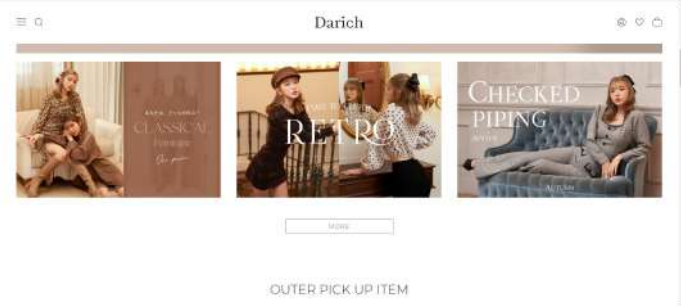 Darich
CLASSICAL
RETRO
CHECKED
PIPING
AUTUMN
MORE
OUTER PICK UP ITEM